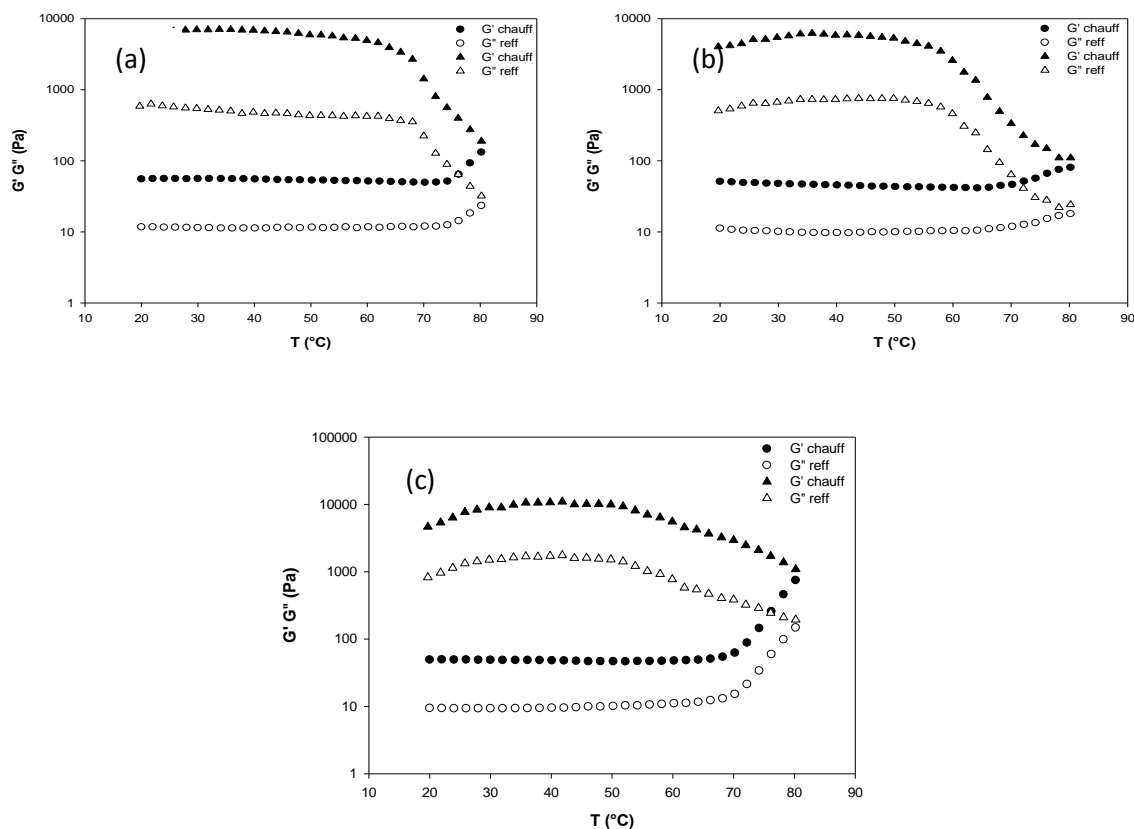 10000
1000
100
10
1
G' G'' (Pa)
(a)
G' chauff
G'' reff
G' chauff
G'' reff
10 20 30 40 50 60 70 80 90
T (°C)
10000
1000
100
10
1
G' G'' (Pa)
(b)
G' chauff
G'' reff
G' chauff
G'' reff
10 20 30 40 50 60 70 80 90
T (°C)
100000
10000
1000
100
10
1
G' G'' (Pa)
(c)
G' chauff
G'' reff
G' chauff
G'' reff
10 20 30 40 50 60 70 80 90
T (°C)